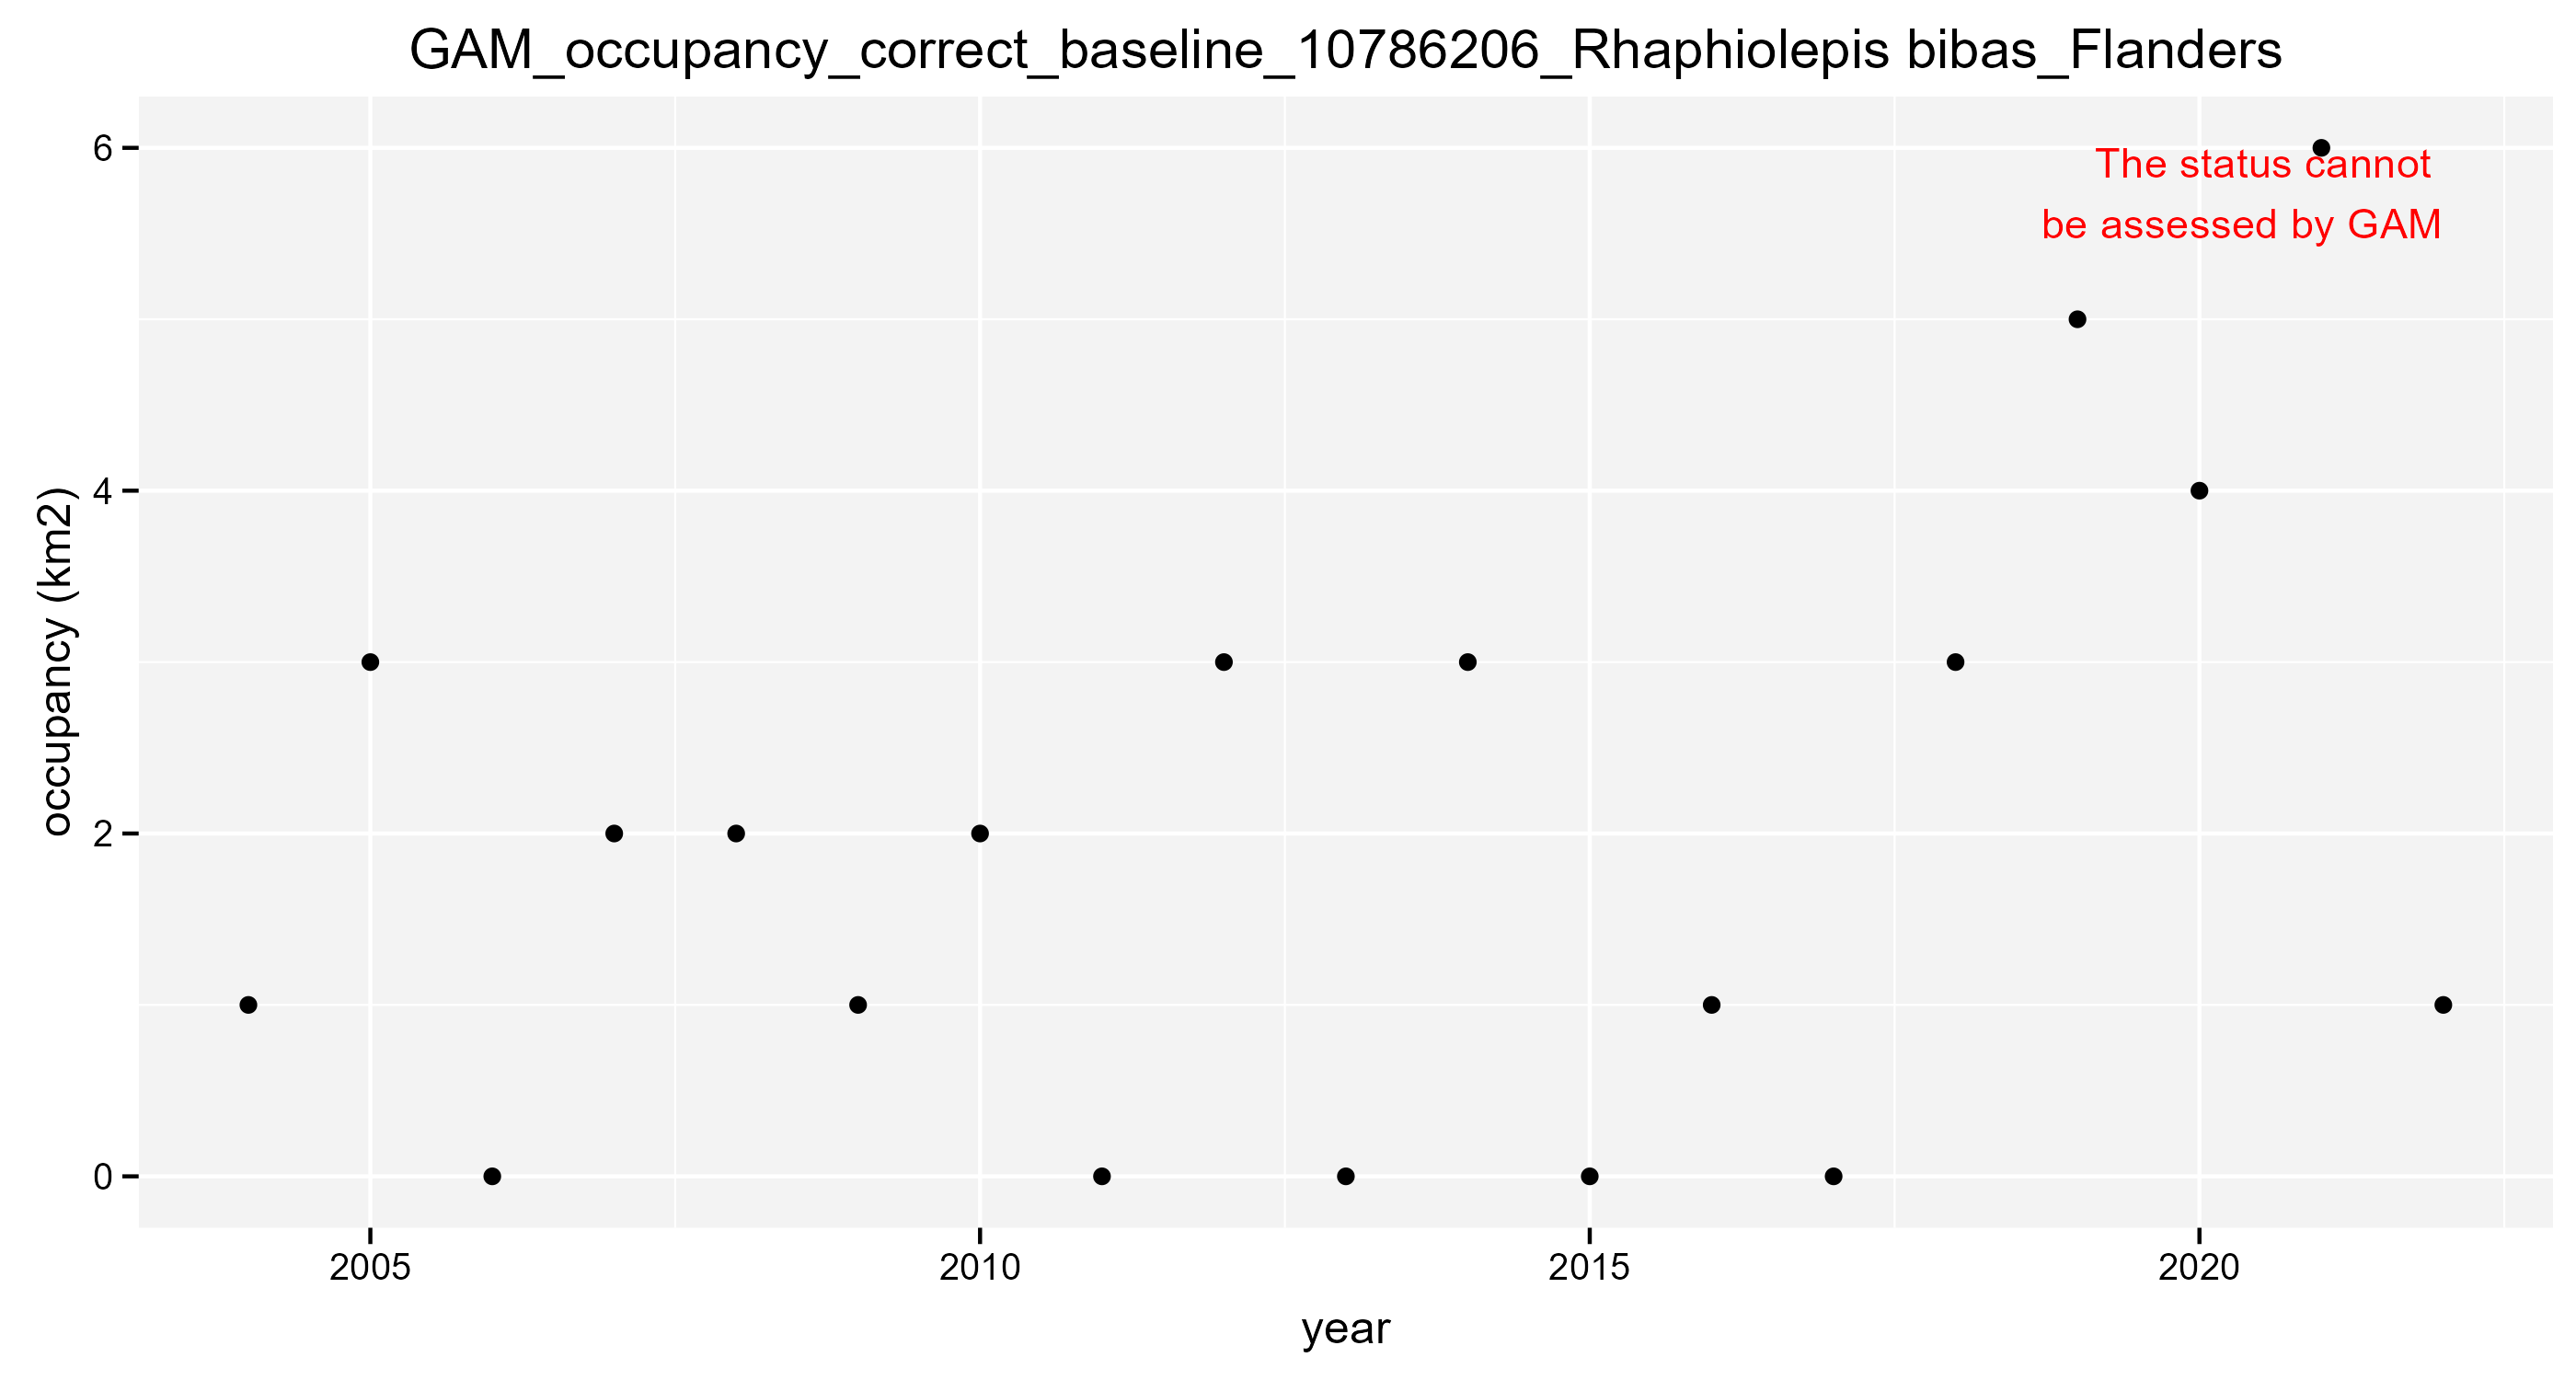 GAM_occupancy_correct_baseline_10786206_Rhaphiolepis bibas_Flanders
6
The status cannot
be assessed by GAM
4
2
0
occupancy (km2)
2005 2010 2015 2020
year